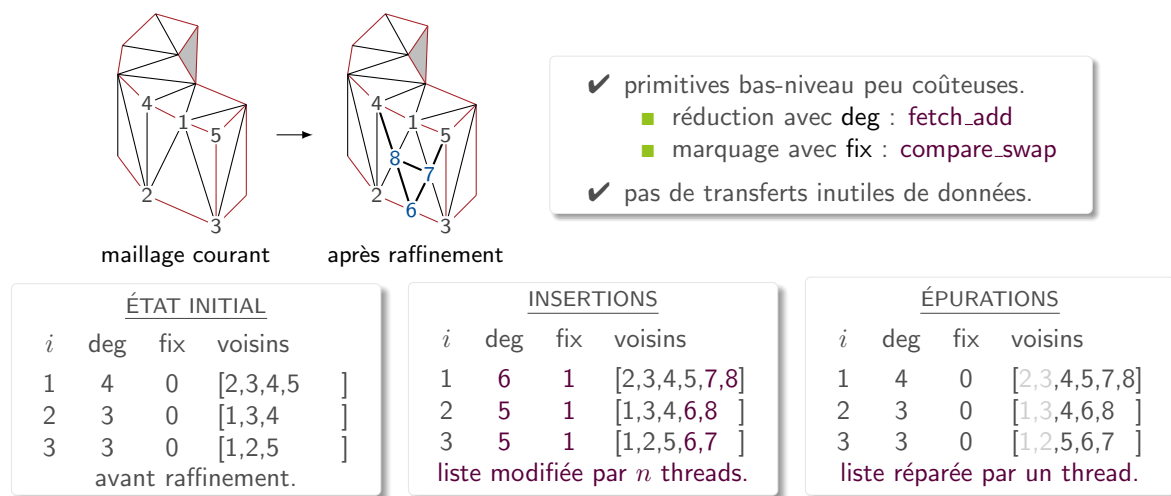 4
1
5
2
3
4
1
5
8
7
2
6
3
maillage courant
après raffinement
✔ primitives bas-niveau peu coûteuses.
réduction avec deg : fetch_add
marquage avec fix : compare_swap
✔ pas de transferts inutiles de données.
ÉTAT INITIAL
i deg fix voisins
1 4 0 [2,3,4,5 ]
2 3 0 [1,3,4 ]
3 3 0 [1,2,5 ]
avant raffinement.
INSERTIONS
i deg fix voisins
1 6 1 [2,3,4,5,7,8]
2 5 1 [1,3,4,6,8 ]
3 5 1 [1,2,5,6,7 ]
liste modifiée par n threads.
ÉPURATIONS
i deg fix voisins
1 4 0 [2,3,4,5,7,8]
2 3 0 [1,3,4,6,8 ]
3 3 0 [1,2,5,6,7 ]
liste réparée par un thread.